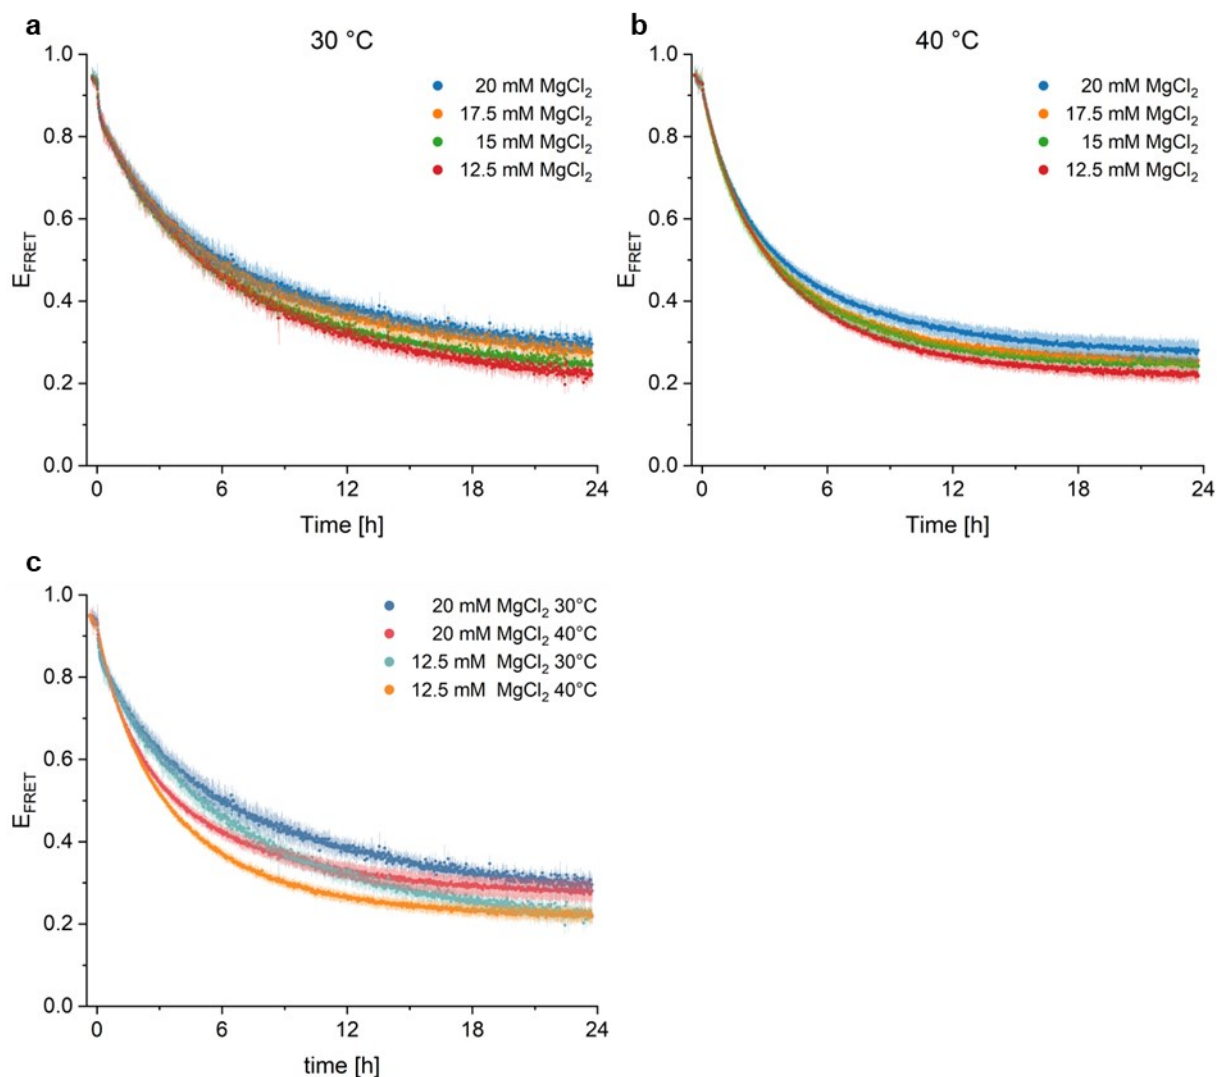 a
30 °C
1.0
0.8
0.6
0.4
0.2
0.0
E_FRET
20 mM MgCl₂
17.5 mM MgCl₂
15 mM MgCl₂
12.5 mM MgCl₂
0 6 12 18 24
Time [h]
b
40 °C
1.0
0.8
0.6
0.4
0.2
0.0
E_FRET
20 mM MgCl₂
17.5 mM MgCl₂
15 mM MgCl₂
12.5 mM MgCl₂
0 6 12 18 24
Time [h]
c
1.0
0.8
0.6
0.4
0.2
0.0
E_FRET
20 mM MgCl₂ 30°C
20 mM MgCl₂ 40°C
12.5 mM MgCl₂ 30°C
12.5 mM MgCl₂ 40°C
0 6 12 18 24
time [h]